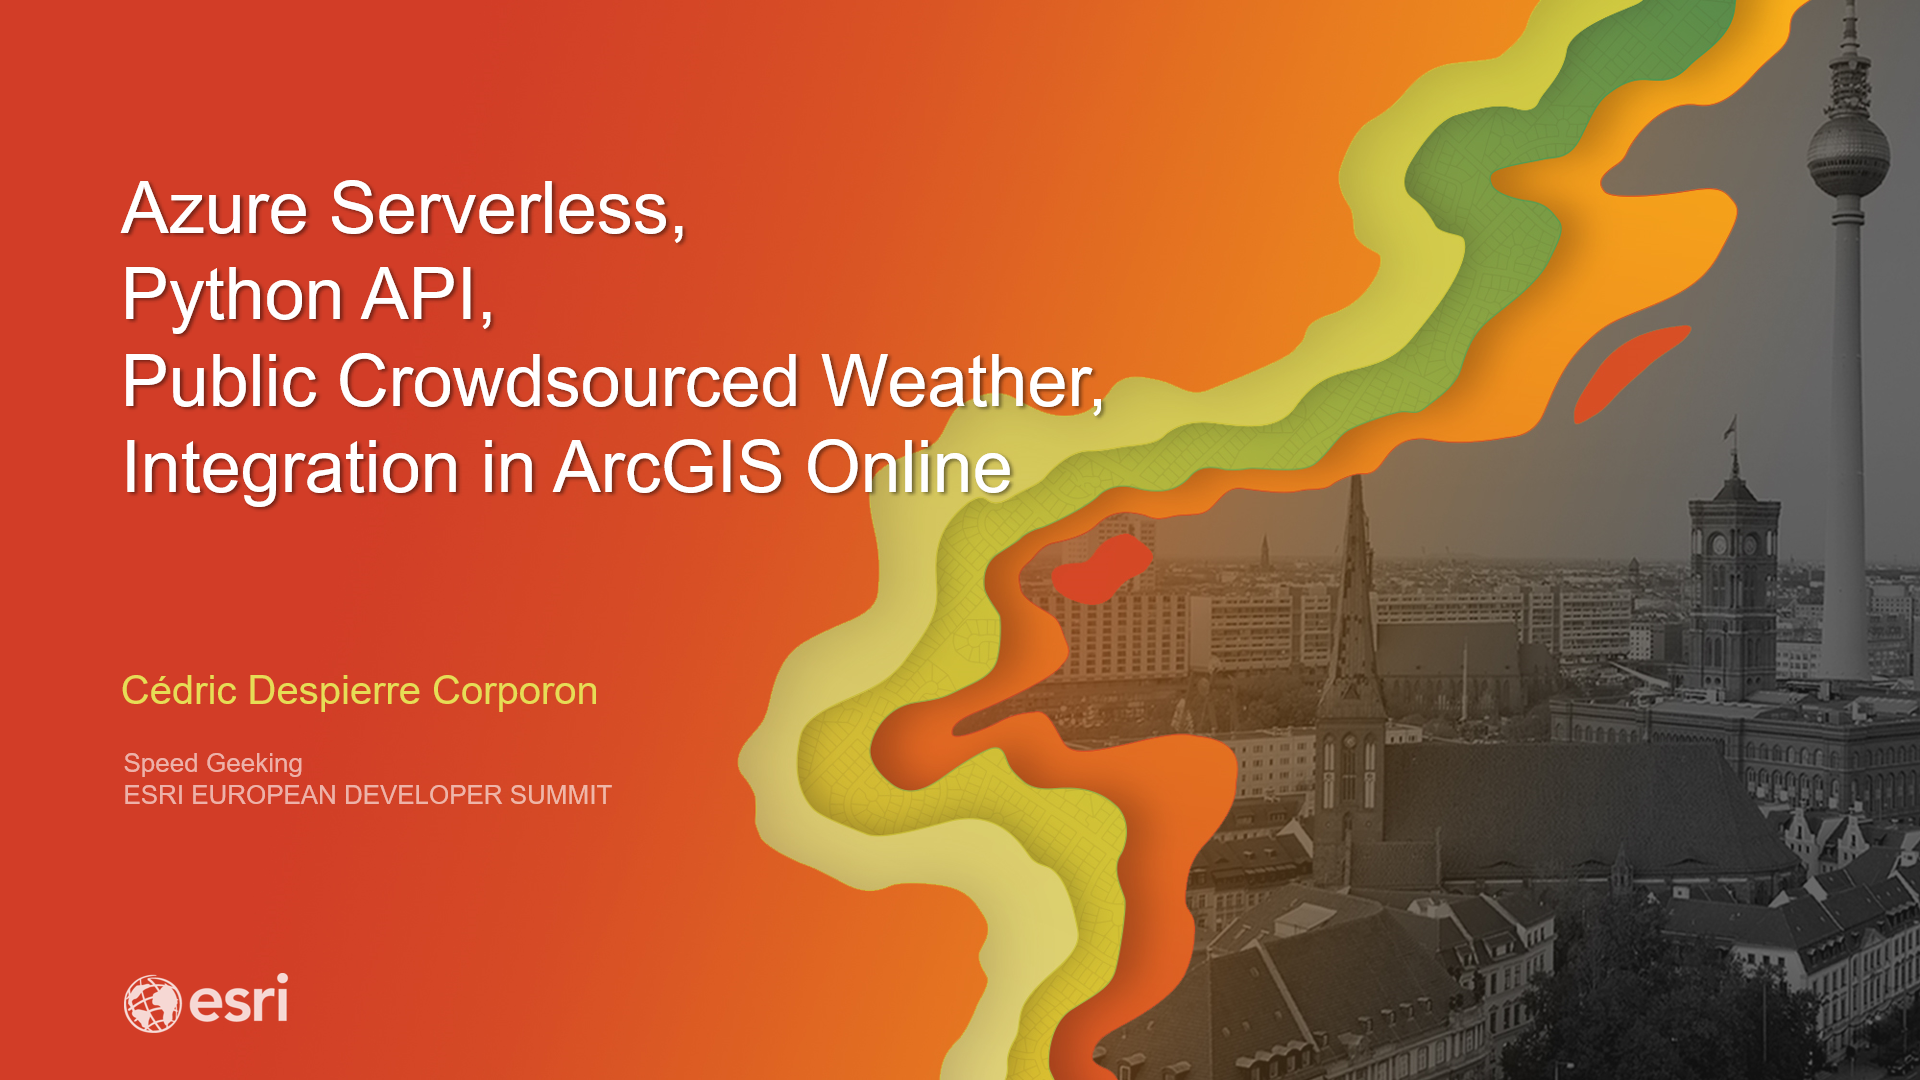 Azure Serverless,
Python API,
Public Crowdsourced Weather,
Integration in ArcGIS Online
Cédric Despierre Corporon
Speed Geeking
ESRI EUROPEAN DEVELOPER SUMMIT
esri